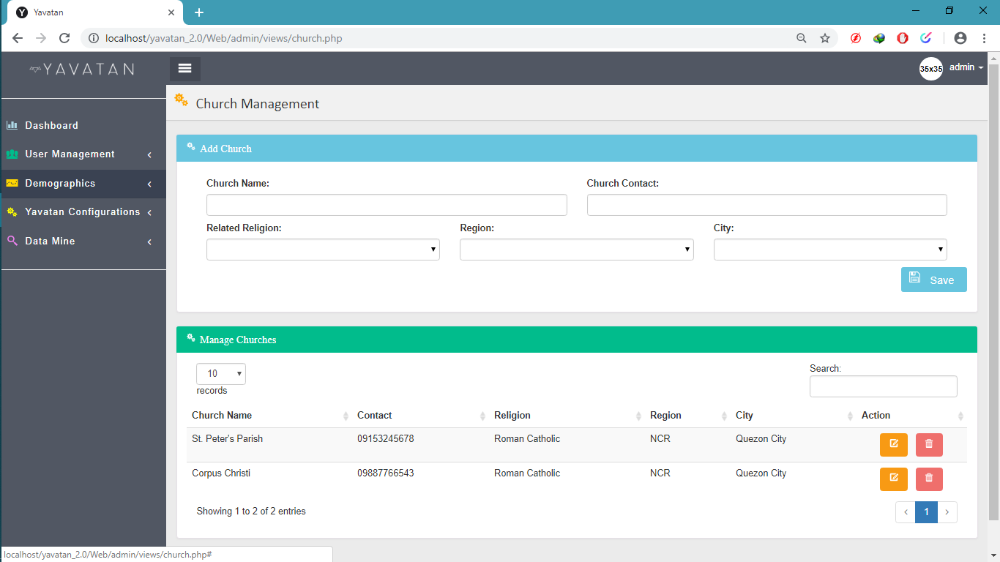 Yavatan
localhost/yavatan_2.0/Web/admin/views/church.php
YAVATAN
35x35 admin
Church Management
Dashboard
User Management
Demographics
Yavatan Configurations
Data Mine
Add Church
Church Name: Church Contact:
Related Religion: Region: City:
Save
Manage Churches
10
records
Search:
Church Name Contact Religion Region City Action
St. Peter's Parish 09153245678 Roman Catholic NCR Quezon City
Corpus Christi 09887766543 Roman Catholic NCR Quezon City
Showing 1 to 2 of 2 entries
‹ 1 ›
localhost/yavatan_2.0/Web/admin/views/church.php#